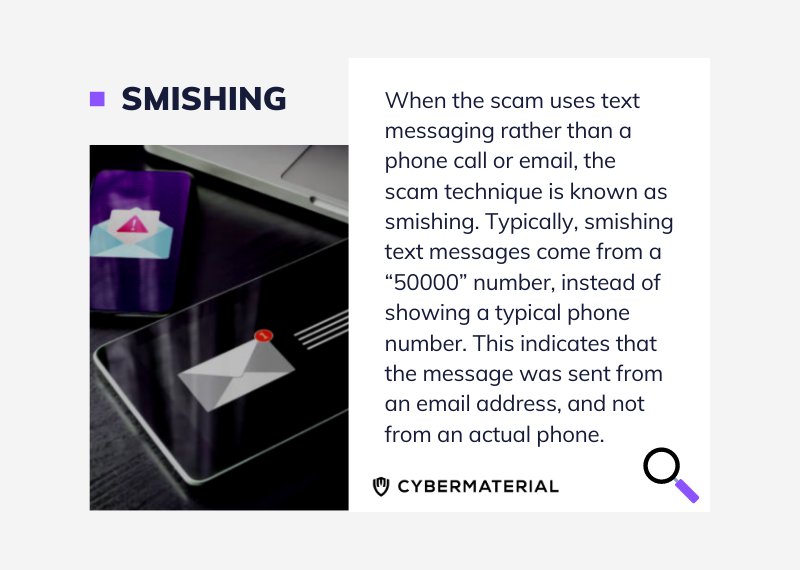 SMISHING
When the scam uses text
messaging rather than a
phone call or email, the
scam technique is known as
smishing. Typically, smishing
text messages come from a
“50000” number, instead of
showing a typical phone
number. This indicates that
the message was sent from
an email address, and not
from an actual phone.
CYBERMATERIAL